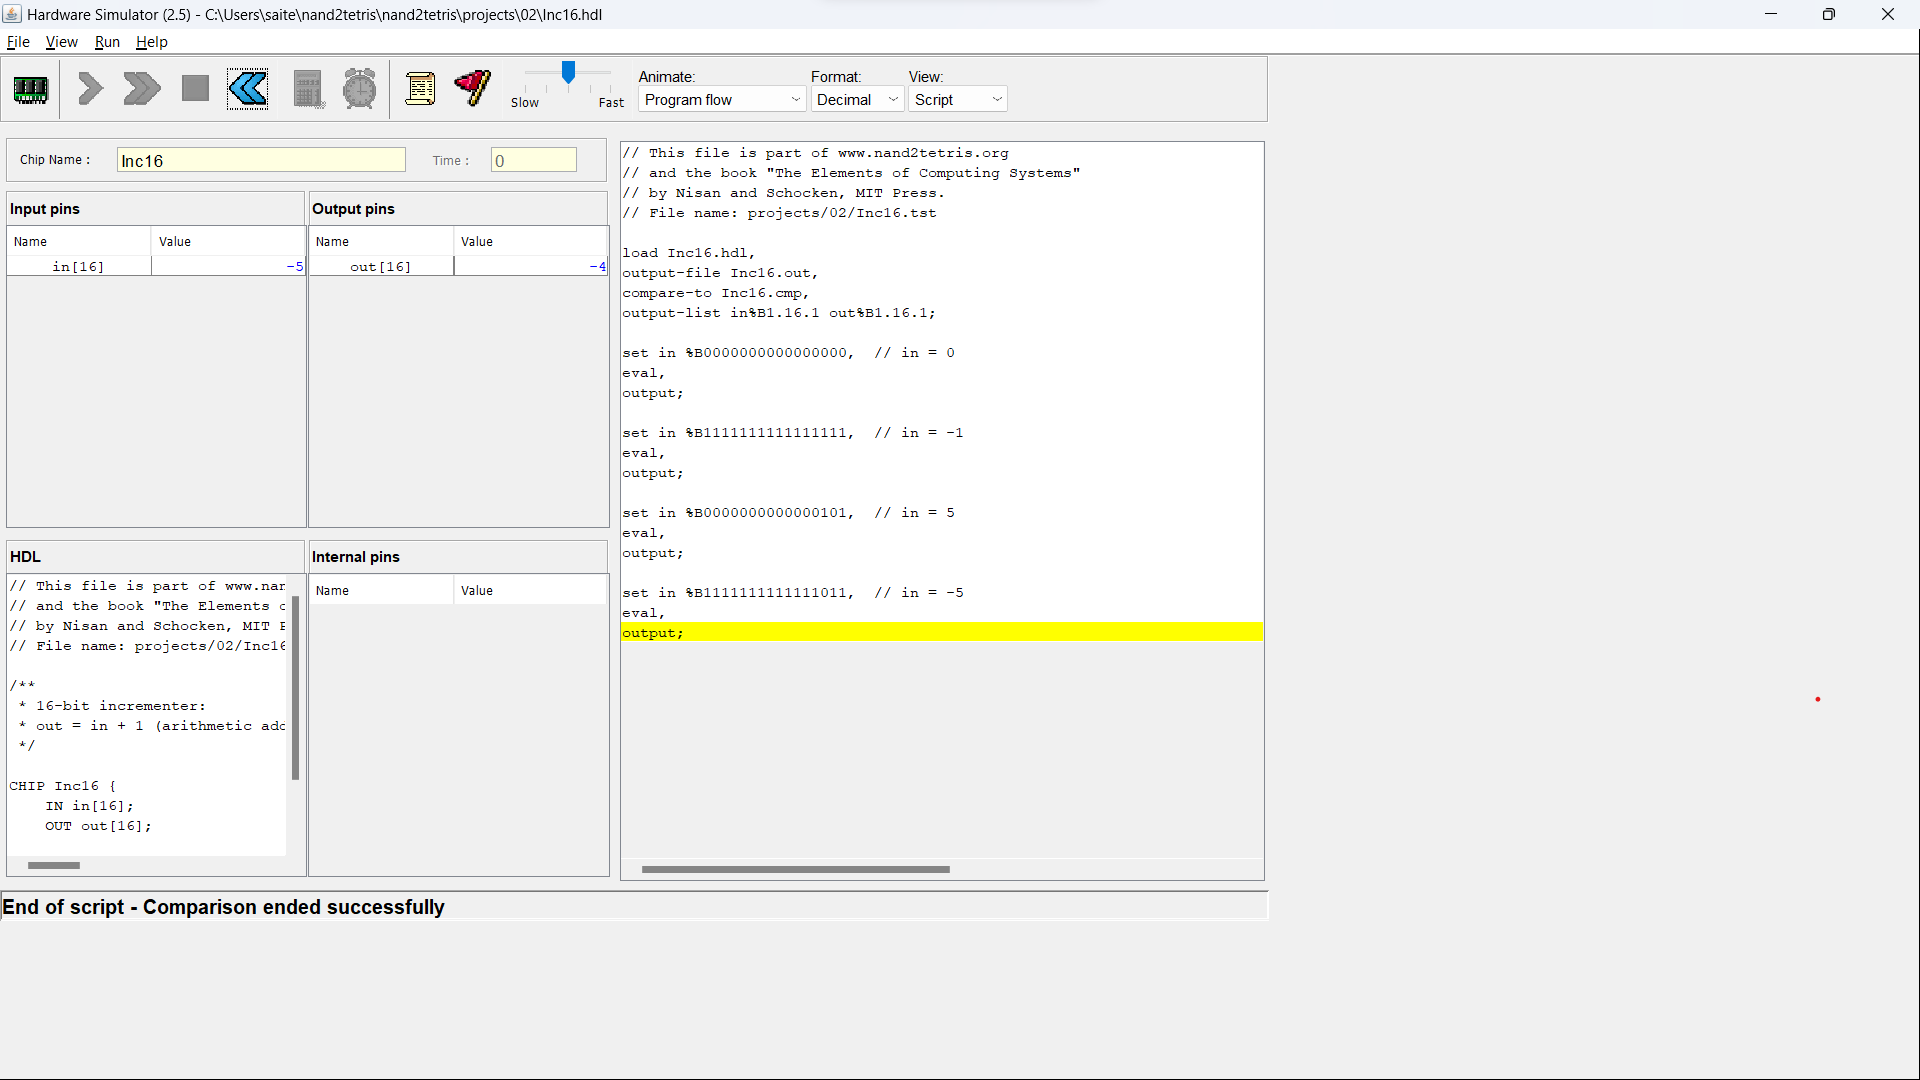 Hardware Simulator (2.5) - C:\Users\saite\nand2tetris\nand2tetris\projects\02\Inc16.hdl
File View Run Help
Slow Fast
Animate: Format: View:
Program flow Decimal Script
Chip Name : Inc16 Time : 0
Input pins
Name Value
in[16] -5
Output pins
Name Value
out[16] -4
HDL
// This file is part of www.nan
// and the book "The Elements c
// by Nisan and Schocken, MIT P
// File name: projects/02/Inc16
/**
* 16-bit incrementer:
* out = in + 1 (arithmetic add
*/
CHIP Inc16 {
IN in[16];
OUT out[16];
Internal pins
Name Value
// This file is part of www.nand2tetris.org
// and the book "The Elements of Computing Systems"
// by Nisan and Schocken, MIT Press.
// File name: projects/02/Inc16.tst
load Inc16.hdl,
output-file Inc16.out,
compare-to Inc16.cmp,
output-list in%B1.16.1 out%B1.16.1;
set in %B0000000000000000, // in = 0
eval,
output;
set in %B1111111111111111, // in = -1
eval,
output;
set in %B0000000000000101, // in = 5
eval,
output;
set in %B1111111111111011, // in = -5
eval,
output;
End of script - Comparison ended successfully